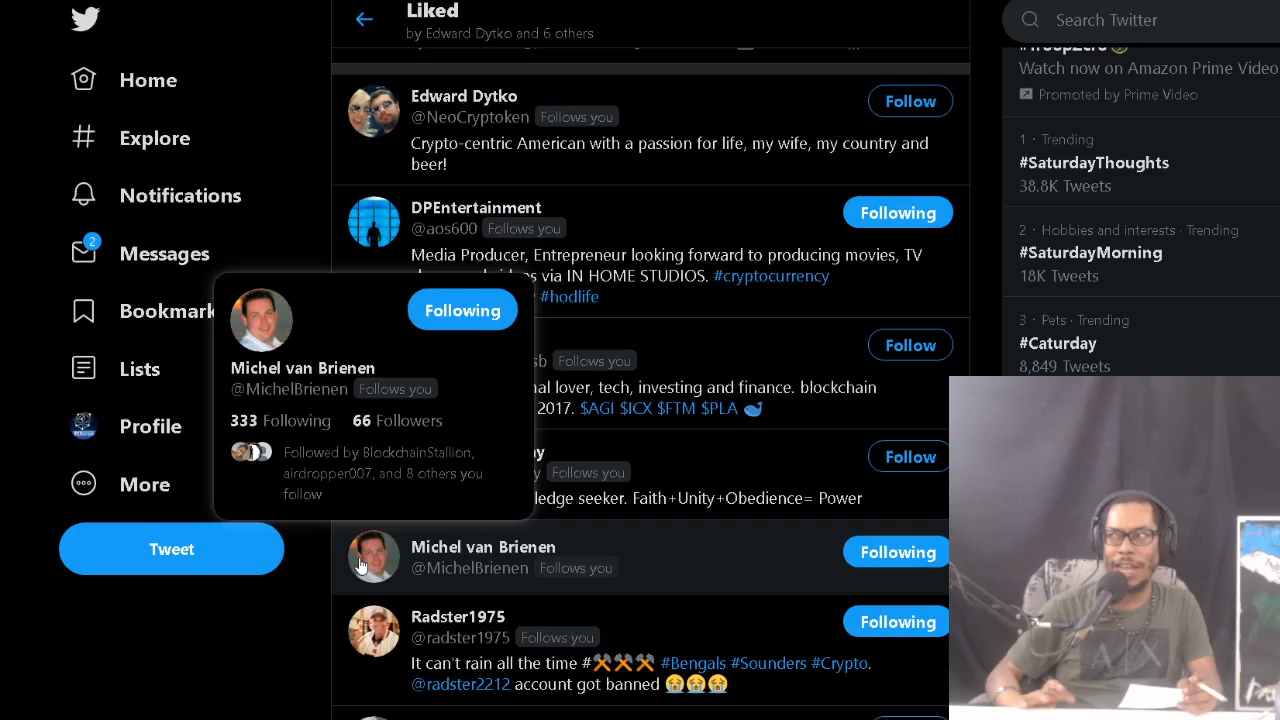 Home
Explore
Notifications
2
Messages
Bookmark
Lists
Profile
More
Tweet
Liked
by Edward Dytko and 6 others
Edward Dytko
@NeoCryptoken Follows you
Follow
Crypto-centric American with a passion for life, my wife, my country and
beer!
DPEntertainment
@aos600 Follows you
Following
Media Producer, Entrepreneur looking forward to producing movies, TV
via IN HOME STUDIOS. #cryptocurrency
#hodlife
Following
Michel van Brienen
@MichelBrienen Follows you
333 Following 66 Followers
Followed by BlockchainStallion,
airdropper007, and 8 others you
follow
sb Follows you
Follow
lover, tech, investing and finance. blockchain
2017. $AGI $ICX $FTM $PLA
Follows you
Follow
seeker. Faith+Unity+Obedience= Power
Michel van Brienen
@MichelBrienen Follows you
Following
Radster1975
@radster1975 Follows you
Following
It can't rain all the time #⚒️⚒️⚒️ #Bengals #Sounders #Crypto.
@radster2212 account got banned 😭😭😭
Search Twitter
Watch now on Amazon Prime Video
Promoted by Prime Video
1 · Trending
#SaturdayThoughts
38.8K Tweets
2 · Hobbies and interests · Trending
#SaturdayMorning
18K Tweets
3 · Pets · Trending
#Caturday
8,849 Tweets